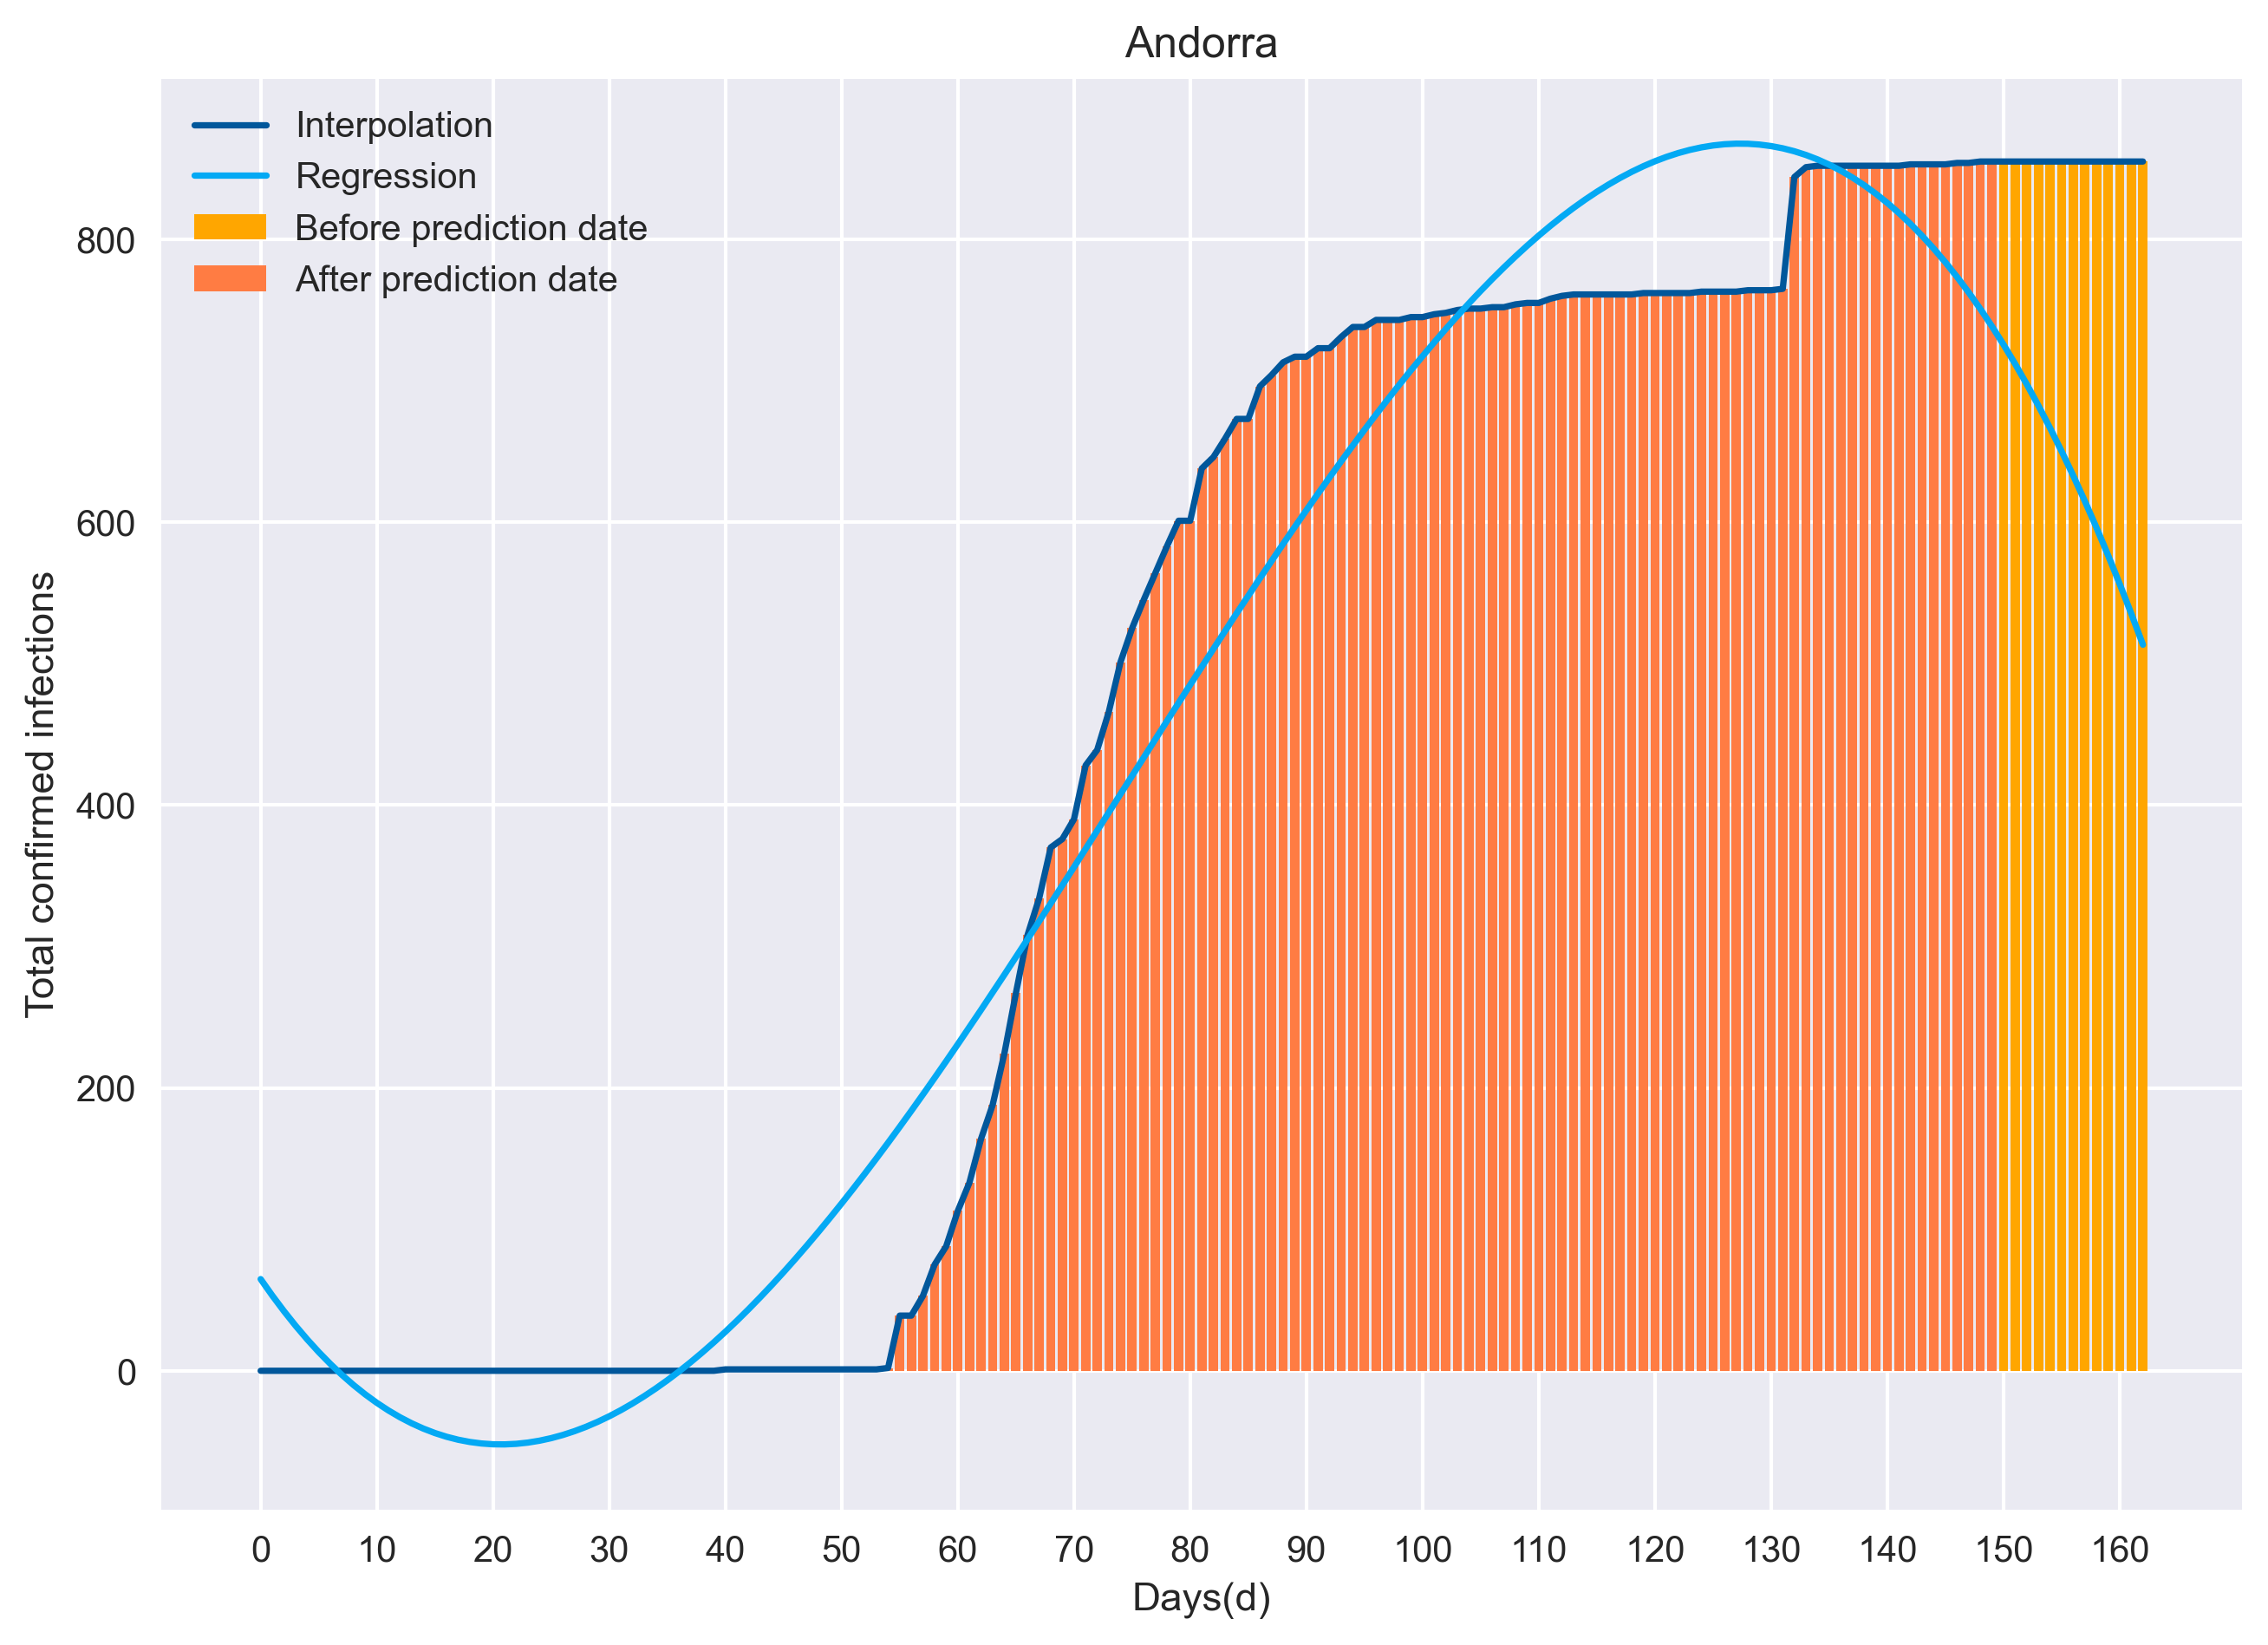 Andorra
Interpolation
Regression
Before prediction date
After prediction date
800
600
400
200
0
Total confirmed infections
0 10 20 30 40 50 60 70 80 90 100 110 120 130 140 150 160
Days(d)